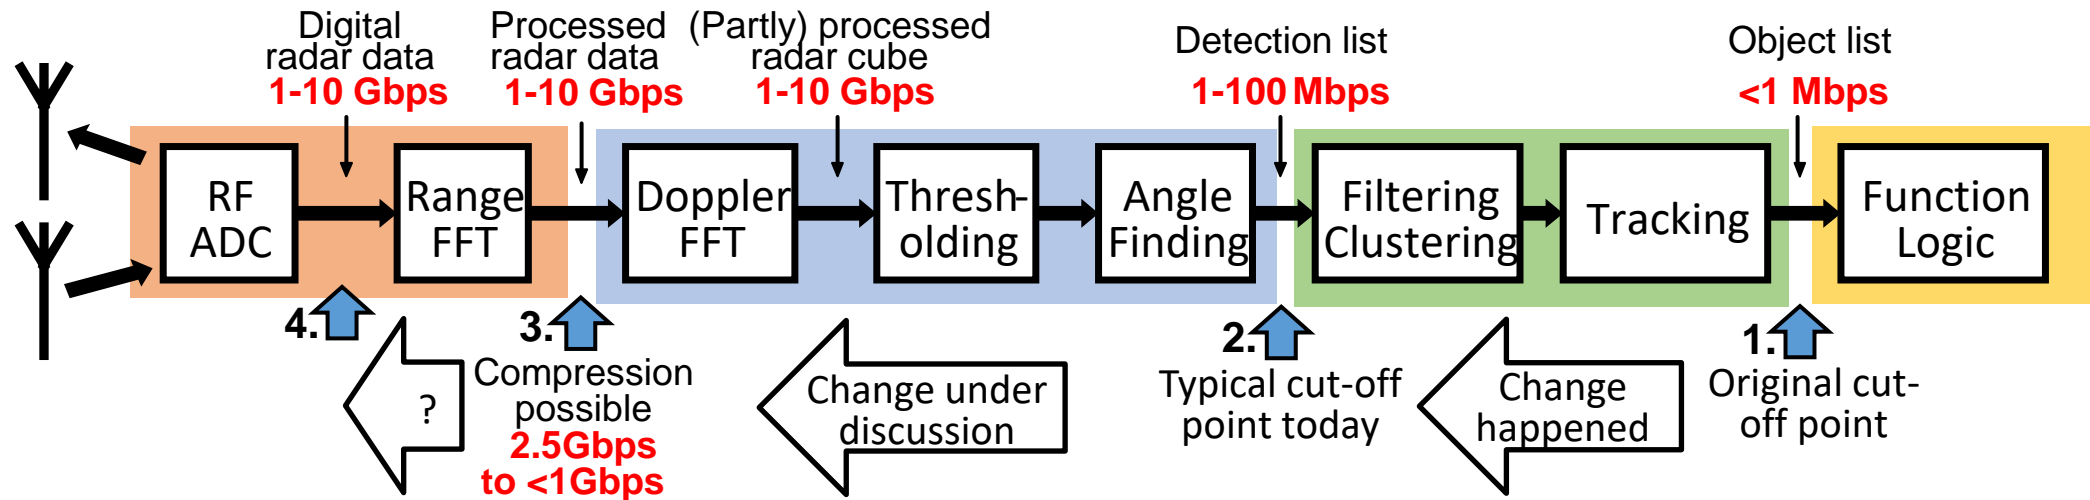 Digital
radar data
1-10 Gbps
Processed
radar data
1-10 Gbps
(Partly) processed
radar cube
1-10 Gbps
Detection list
1-100 Mbps
Object list
<1 Mbps
RF
ADC
Range
FFT
Doppler
FFT
Thresh-
olding
Angle
Finding
Filtering
Clustering
Tracking
Function
Logic
4.
?
3.
Compression
possible
2.5Gbps
to <1Gbps
Change under
discussion
2.
Typical cut-off
point today
Change
happened
1.
Original cut-
off point